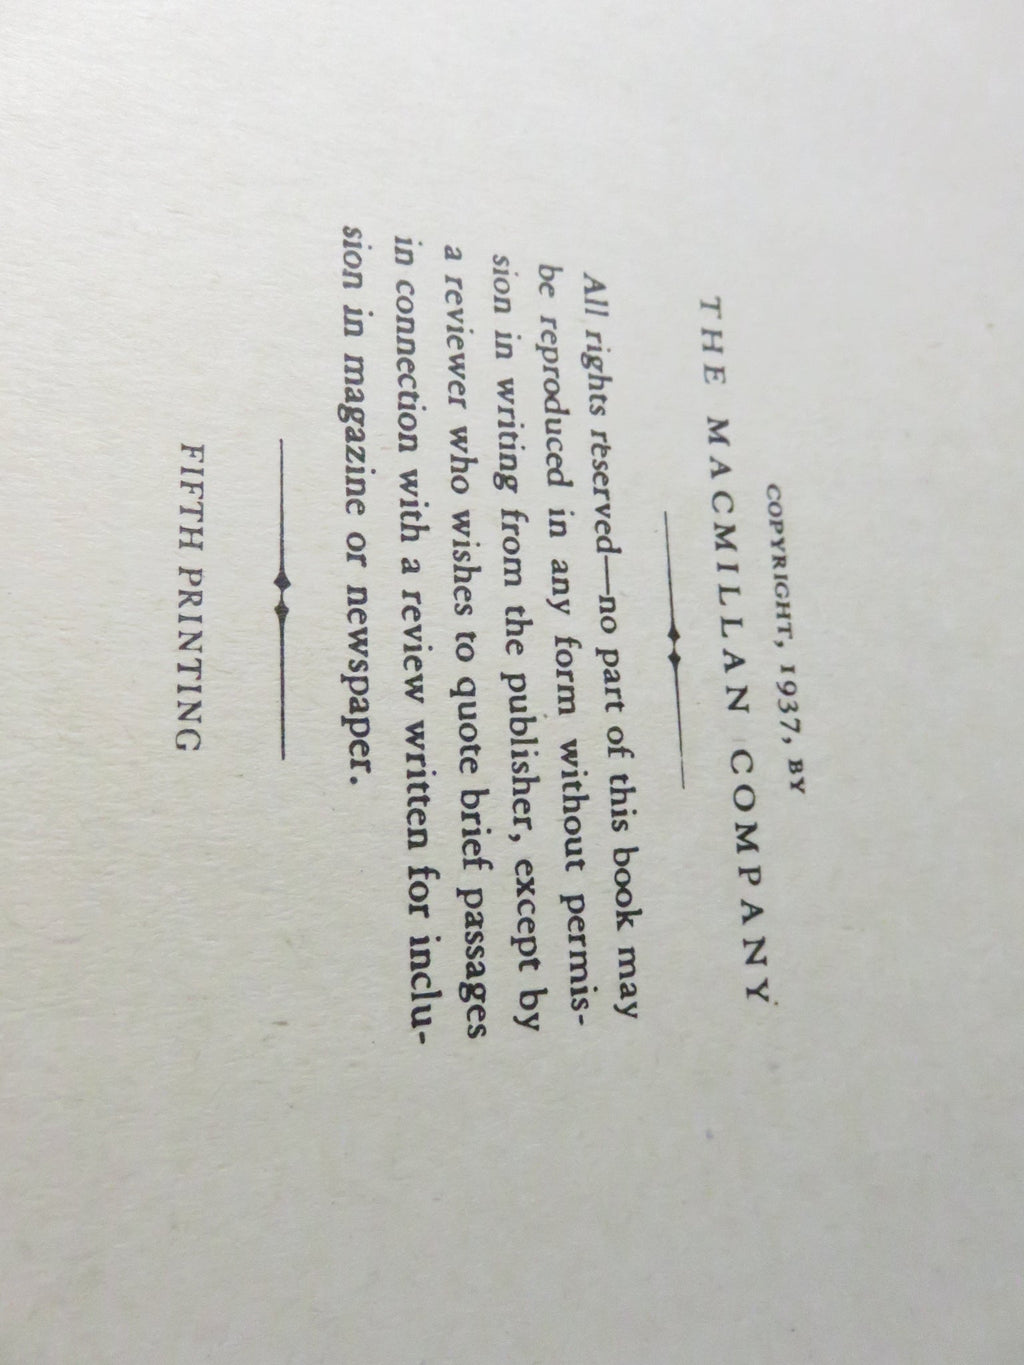 COPYRIGHT, 1937, BY
THE MACMILLAN COMPANY
All rights reserved—no part of this book may
be reproduced in any form without permis-
sion in writing from the publisher, except by
a reviewer who wishes to quote brief passages
in connection with a review written for inclu-
sion in magazine or newspaper.
FIFTH PRINTING